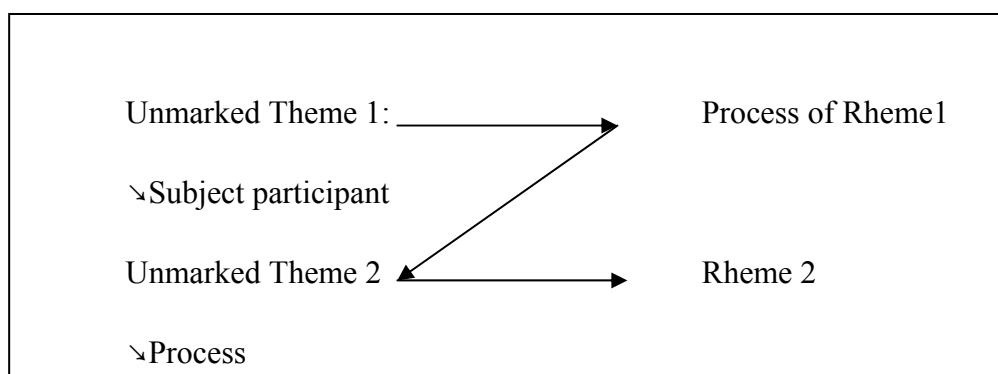 Unmarked Theme 1: Process of Rheme1
↘Subject participant
Unmarked Theme 2 Rheme 2
↘Process